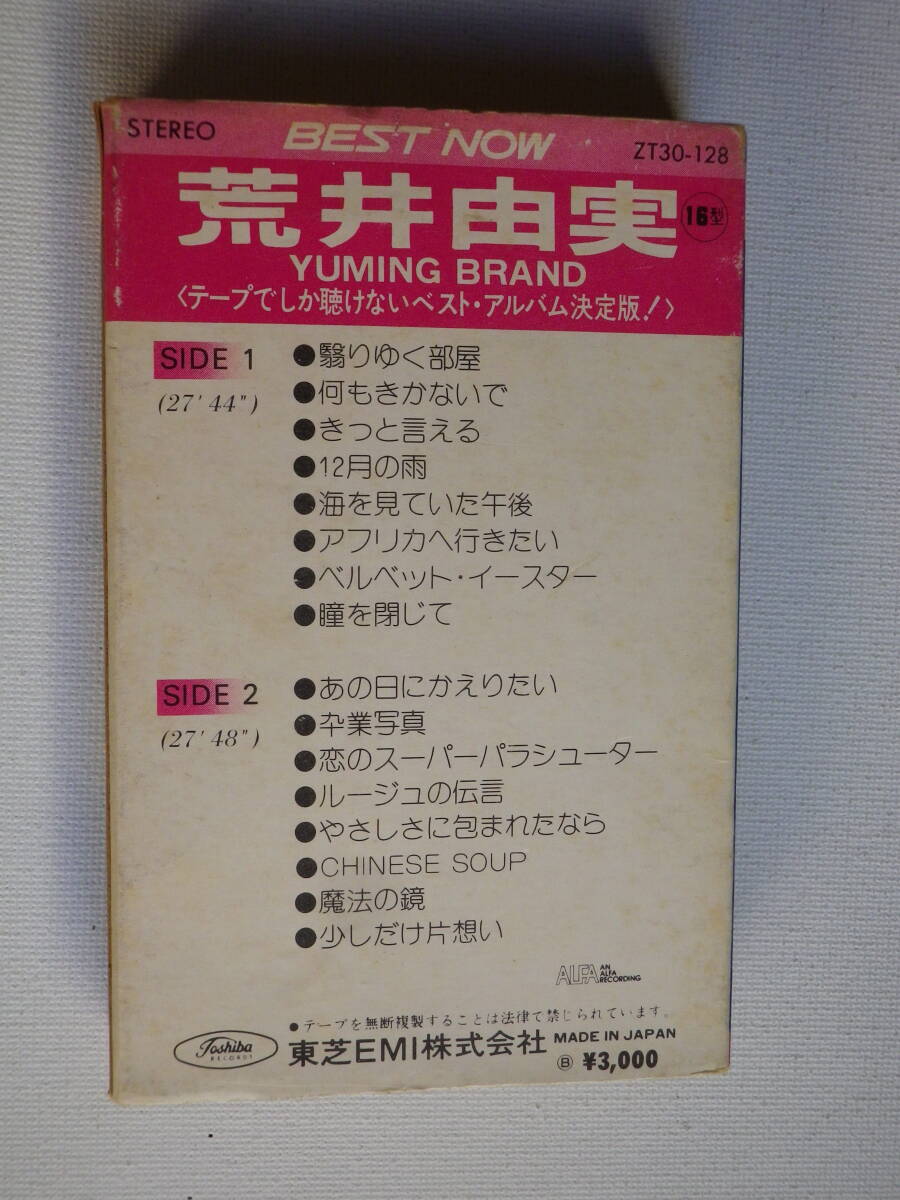 STEREO
BEST NOW
ZT30-128
荒井由実
16型
YUMING BRAND
〈テープでしか聴けないベスト・アルバム決定版!〉
SIDE 1
(27'44")
●翳りゆく部屋
●何もきかないで
●きっと言える
●12月の雨
●海を見ていた午後
●アフリカへ行きたい
●ベルベット・イースター
●瞳を閉じて
SIDE 2
(27'48")
●あの日にかえりたい
●卒業写真
●恋のスーパーパラシューター
●ルージュの伝言
●やさしさに包まれたなら
●CHINESE SOUP
●魔法の鏡
●少しだけ片想い
ALFA
AN
ALFA
RECORDING
●テープを無断複製することは法律で禁じられています。
Toshiba
RECORDS
東芝EMI株式会社
MADE IN JAPAN
Ⓑ ¥3,000